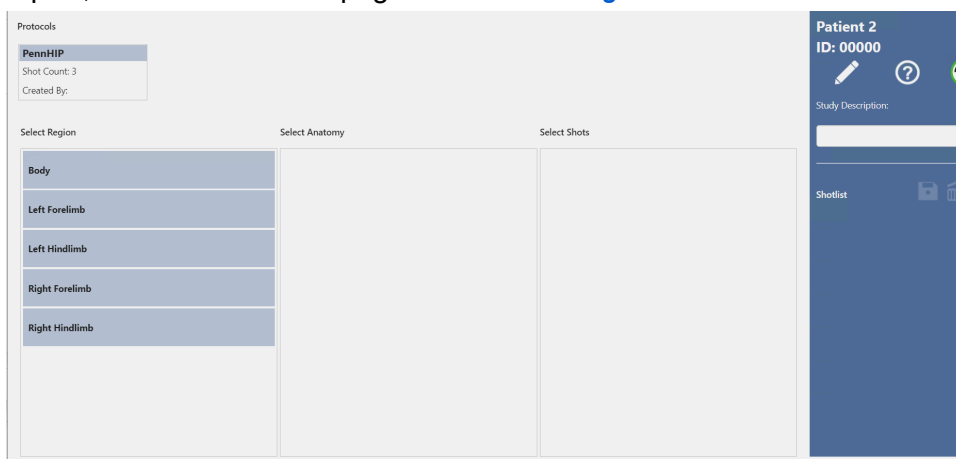 Protocols
PennHIP
Shot Count: 3
Created By:
Select Region
Select Anatomy
Select Shots
Body
Left Forelimb
Left Hindlimb
Right Forelimb
Right Hindlimb
Patient 2
ID: 00000
?
Study Description:
Shotlist